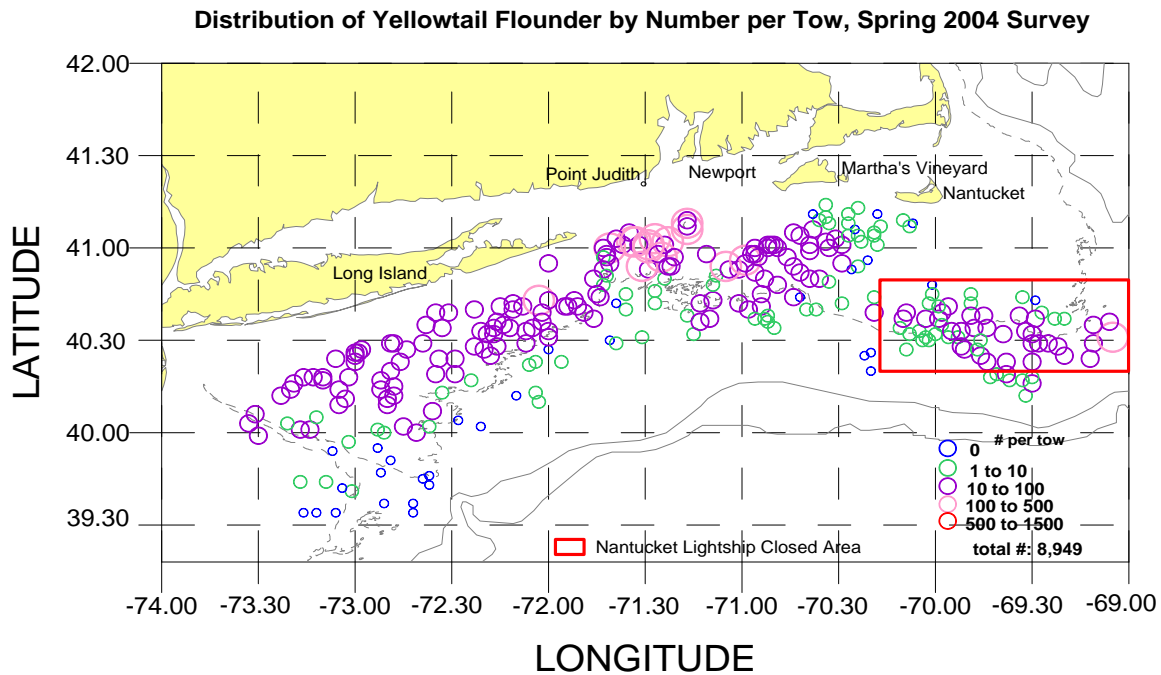 Distribution of Yellowtail Flounder by Number per Tow, Spring 2004 Survey
42.00
41.30
41.00
40.30
40.00
39.30
LATITUDE
Point Judith
Newport
Martha's Vineyard
Nantucket
Long Island
# per tow
0
1 to 10
10 to 100
100 to 500
500 to 1500
total #: 8,949
Nantucket Lightship Closed Area
-74.00 -73.30 -73.00 -72.30 -72.00 -71.30 -71.00 -70.30 -70.00 -69.30 -69.00
LONGITUDE